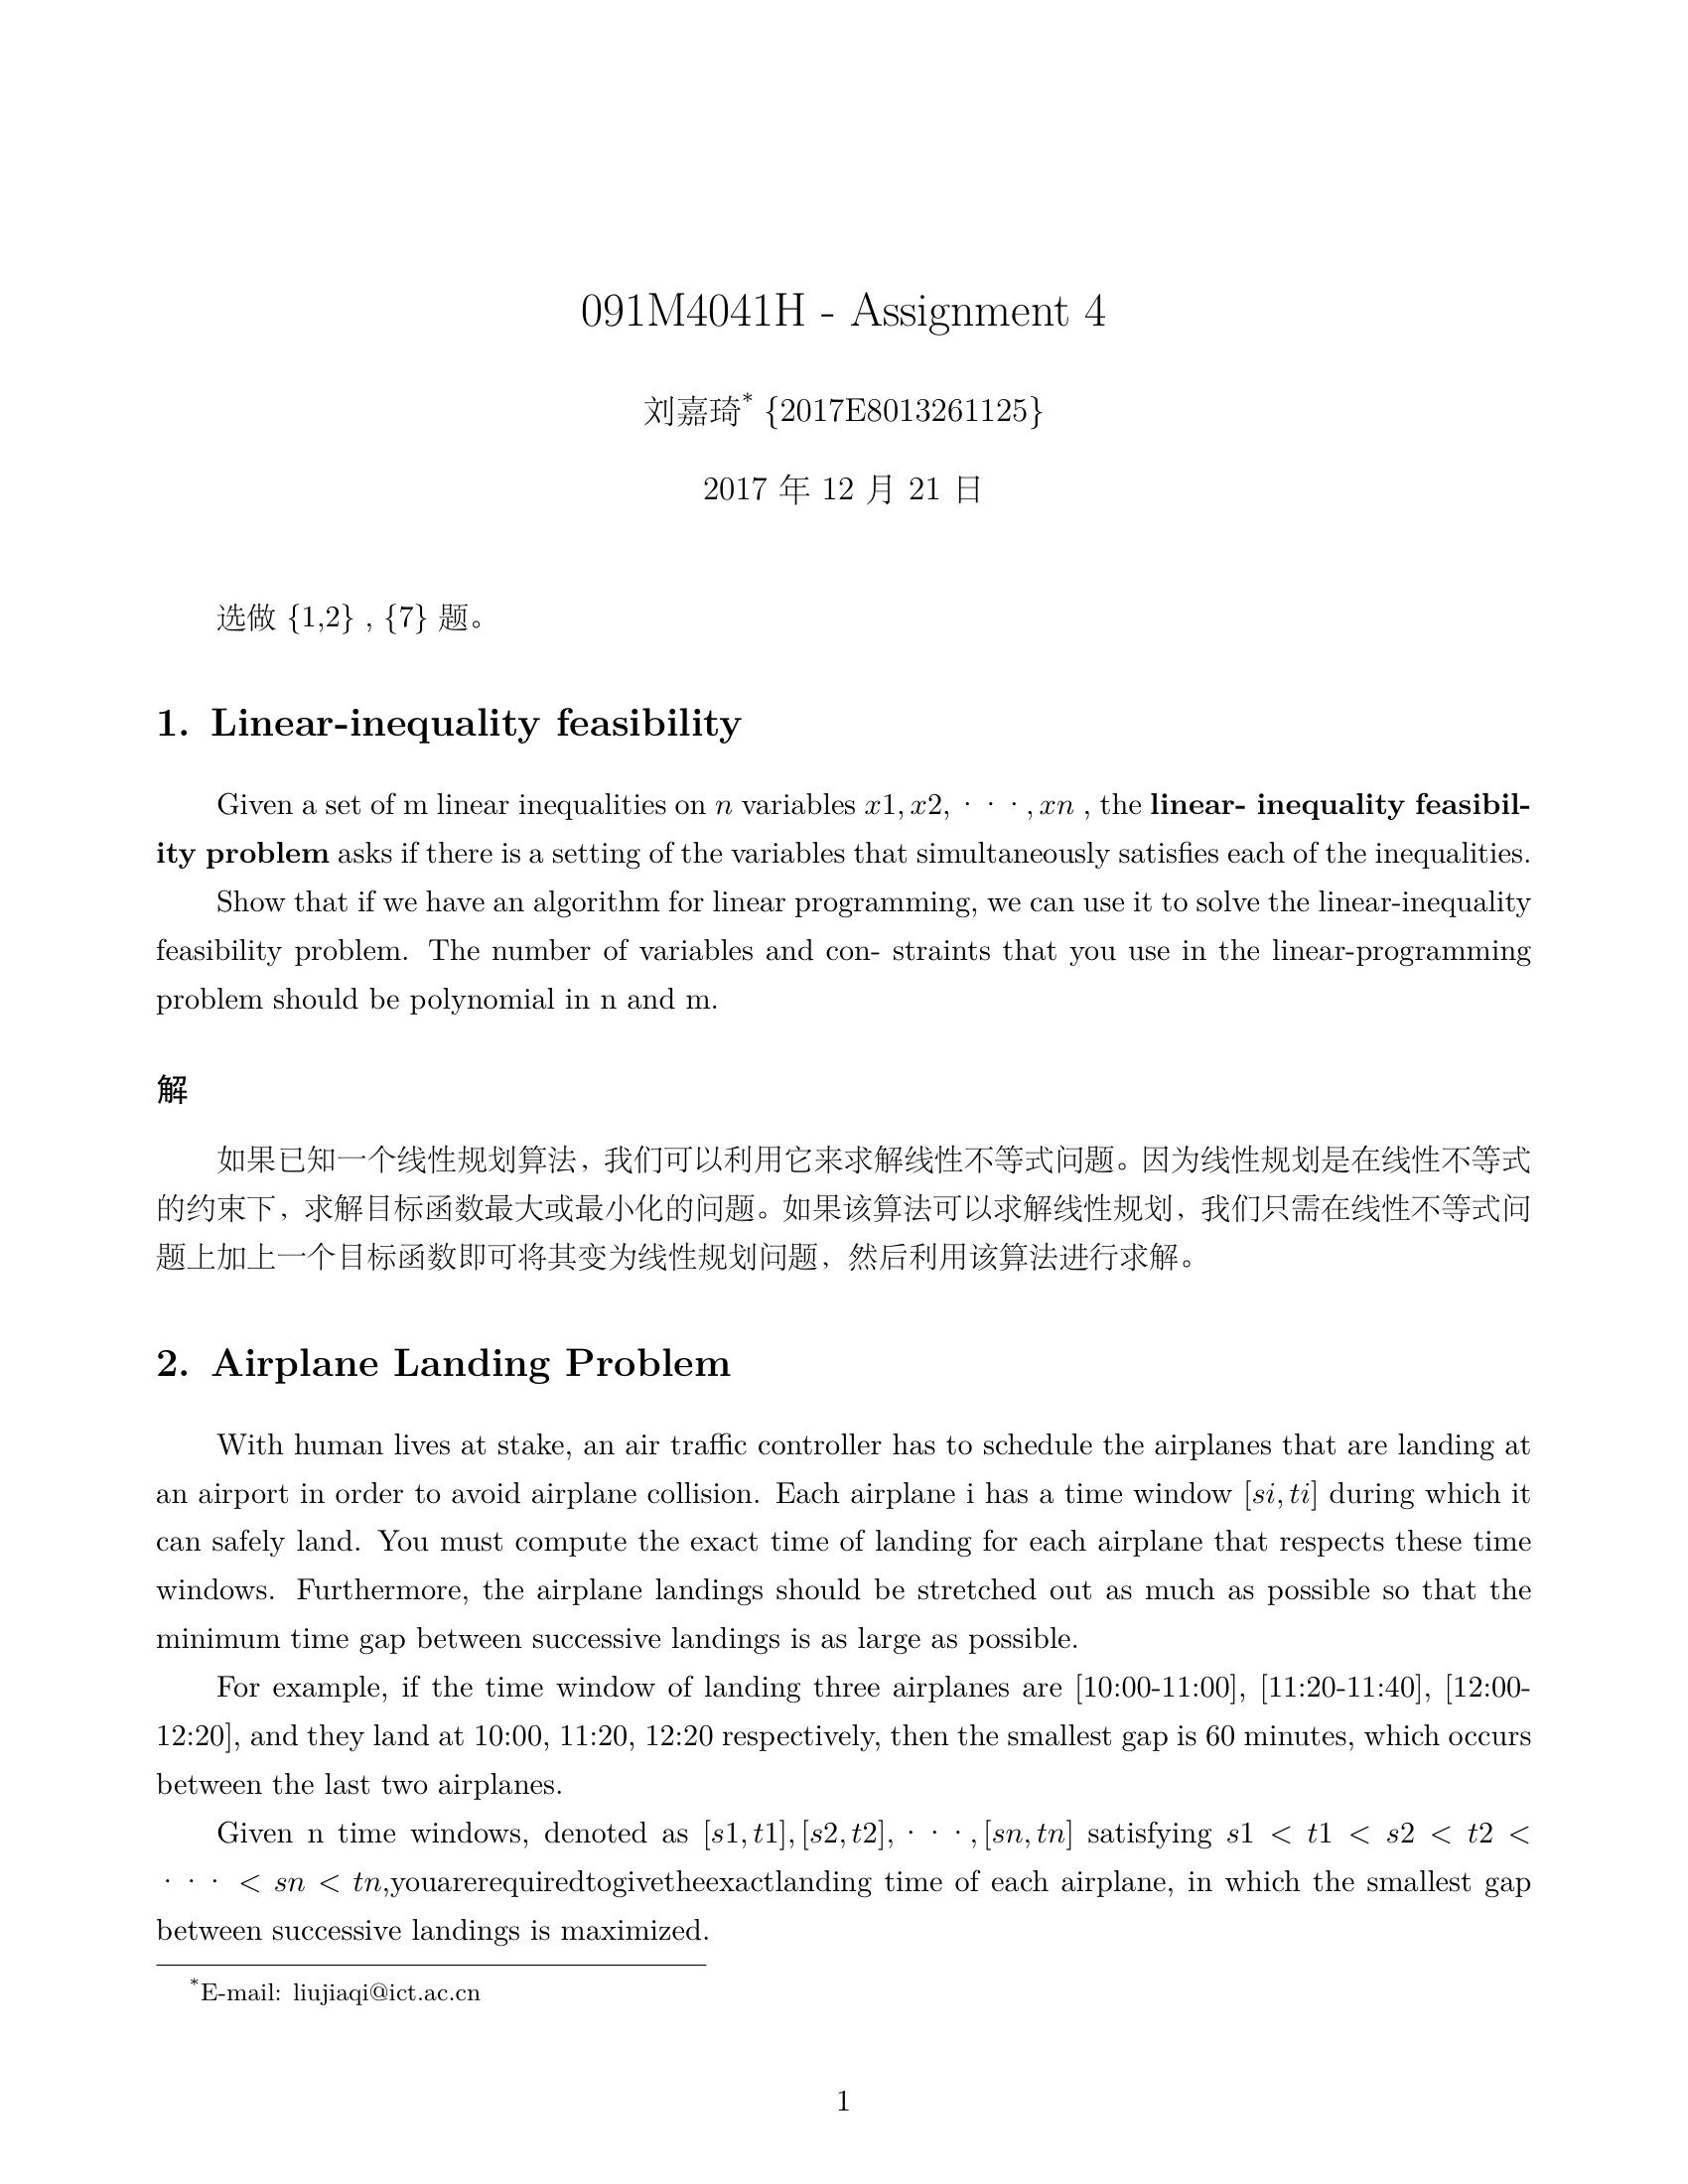 091M4041H - Assignment 4
刘嘉琦* {2017E8013261125}
2017 年 12 月 21 日
选做 {1,2} , {7} 题。
1. Linear-inequality feasibility
Given a set of m linear inequalities on n variables x1, x2, · · · , xn , the linear- inequality feasibil-
ity problem asks if there is a setting of the variables that simultaneously satisfies each of the inequalities.
Show that if we have an algorithm for linear programming, we can use it to solve the linear-inequality
feasibility problem. The number of variables and con- straints that you use in the linear-programming
problem should be polynomial in n and m.
解
如果已知一个线性规划算法，我们可以利用它来求解线性不等式问题。因为线性规划是在线性不等式
的约束下，求解目标函数最大或最小化的问题。如果该算法可以求解线性规划，我们只需在线性不等式问
题上加上一个目标函数即可将其变为线性规划问题，然后利用该算法进行求解。
2. Airplane Landing Problem
With human lives at stake, an air traffic controller has to schedule the airplanes that are landing at
an airport in order to avoid airplane collision. Each airplane i has a time window [si, ti] during which it
can safely land. You must compute the exact time of landing for each airplane that respects these time
windows. Furthermore, the airplane landings should be stretched out as much as possible so that the
minimum time gap between successive landings is as large as possible.
For example, if the time window of landing three airplanes are [10:00-11:00], [11:20-11:40], [12:00-
12:20], and they land at 10:00, 11:20, 12:20 respectively, then the smallest gap is 60 minutes, which occurs
between the last two airplanes.
Given n time windows, denoted as [s1, t1], [s2, t2], · · · , [sn, tn] satisfying s1 < t1 < s2 < t2 <
· · · < sn < tn,youarerequiredtogivetheexactlanding time of each airplane, in which the smallest gap
between successive landings is maximized.
*E-mail: liujiaqi@ict.ac.cn
1